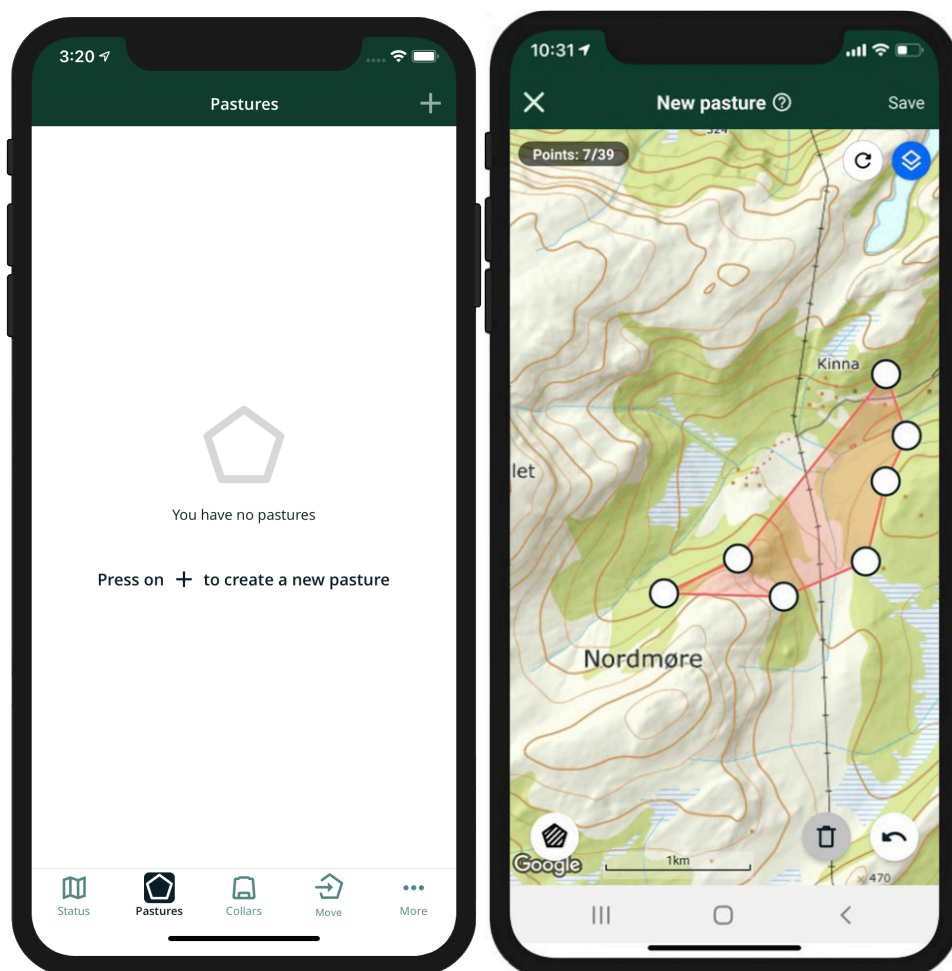 3:20
Pastures
You have no pastures
Press on + to create a new pasture
Status
Pastures
Collars
Move
More
10:31
New pasture
Save
324
Points: 7/39
Kinna
let
Nordmøre
Google
1km
470